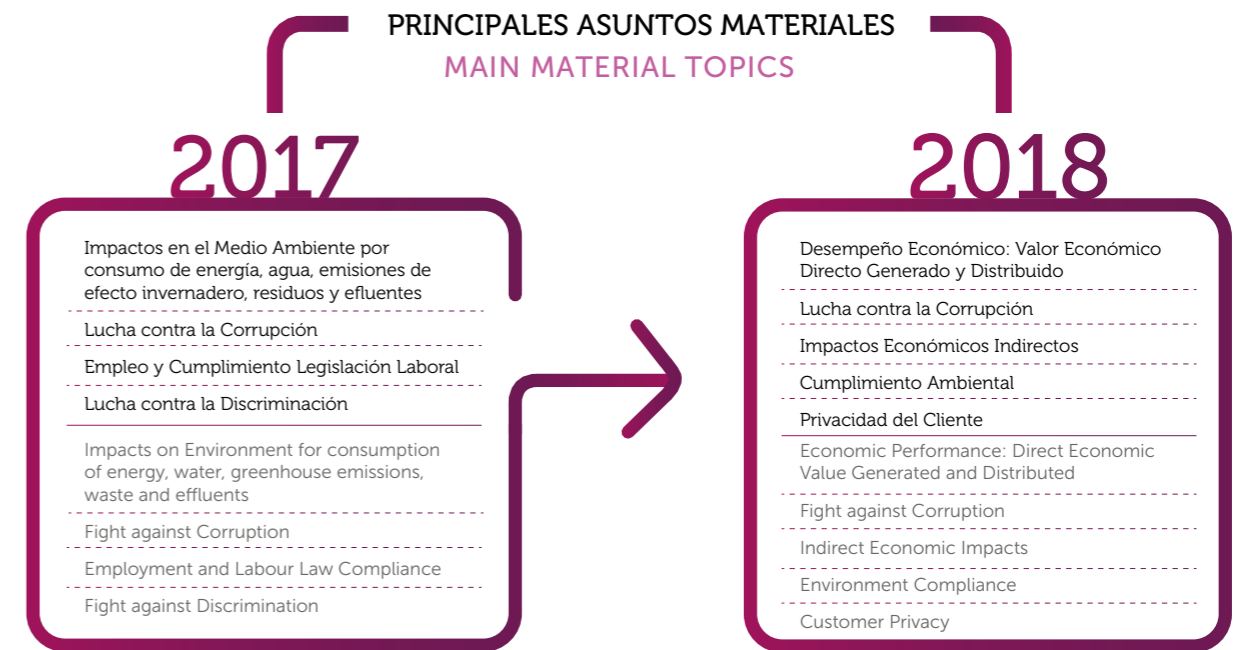 PRINCIPALES ASUNTOS MATERIALES
MAIN MATERIAL TOPICS
2017
Impactos en el Medio Ambiente por
consumo de energía, agua, emisiones de
efecto invernadero, residuos y efluentes
Lucha contra la Corrupción
Empleo y Cumplimiento Legislación Laboral
Lucha contra la Discriminación
Impacts on Environment for consumption
of energy, water, greenhouse emissions,
waste and effluents
Fight against Corruption
Employment and Labour Law Compliance
Fight against Discrimination
2018
Desempeño Económico: Valor Económico
Directo Generado y Distribuido
Lucha contra la Corrupción
Impactos Económicos Indirectos
Cumplimiento Ambiental
Privacidad del Cliente
Economic Performance: Direct Economic
Value Generated and Distributed
Fight against Corruption
Indirect Economic Impacts
Environment Compliance
Customer Privacy